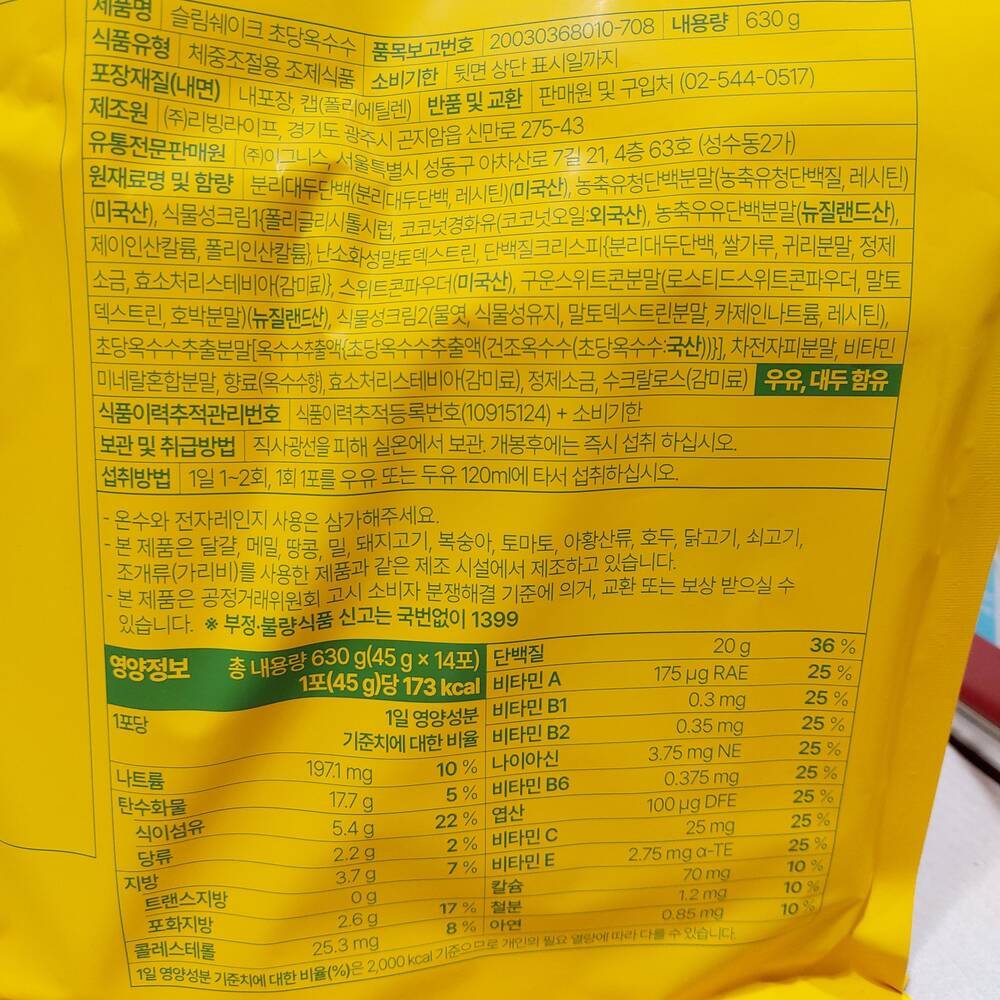 제품명 슬림쉐이크 초당옥수수 품목보고번호 20030368010-708 내용량 630 g
식품유형 체중조절용 조제식품 소비기한 뒷면 상단 표시일까지
포장재질(내면) 내포장, 캡(폴리에틸렌) 반품 및 교환 판매원 및 구입처 (02-544-0517)
제조원 (주)리빙라이프, 경기도 광주시 곤지암읍 신만로 275-43
유통전문판매원 (주)이그니스, 서울특별시 성동구 아차산로 7길 21, 4층 63호 (성수동2가)
원재료명 및 함량 분리대두단백(분리대두단백, 레시틴)(미국산), 농축유청단백분말(농축유청단백질, 레시틴)
(미국산), 식물성크림1{폴리글리시톨시럽, 코코넛경화유(코코넛오일:외국산), 농축우유단백분말(뉴질랜드산),
제이인산칼륨, 폴리인산칼륨}, 난소화성말토덱스트린, 단백질크리스피{분리대두단백, 쌀가루, 귀리분말, 정제
소금, 효소처리스테비아(감미료)}, 스위트콘파우더(미국산), 구운스위트콘분말(로스티드스위트콘파우더, 말토
덱스트린, 호박분말)(뉴질랜드산), 식물성크림2(물엿, 식물성유지, 말토덱스트린분말, 카제인나트륨, 레시틴),
초당옥수수추출분말[옥수수추출액{초당옥수수추출액(건조옥수수(초당옥수수:국산))}], 차전자피분말, 비타민
미네랄혼합분말, 향료(옥수수향), 효소처리스테비아(감미료), 정제소금, 수크랄로스(감미료) 우유, 대두 함유
식품이력추적관리번호 식품이력추적등록번호(10915124) + 소비기한
보관 및 취급방법 직사광선을 피해 실온에서 보관. 개봉후에는 즉시 섭취 하십시오.
섭취방법 1일 1~2회, 1회 1포를 우유 또는 두유 120ml에 타서 섭취하십시오.
- 온수와 전자레인지 사용은 삼가해주세요.
- 본 제품은 달걀, 메밀, 땅콩, 밀, 돼지고기, 복숭아, 토마토, 아황산류, 호두, 닭고기, 쇠고기,
조개류(가리비)를 사용한 제품과 같은 제조 시설에서 제조하고 있습니다.
- 본 제품은 공정거래위원회 고시 소비자 분쟁해결 기준에 의거, 교환 또는 보상 받으실 수
있습니다. ※ 부정·불량식품 신고는 국번없이 1399
영양정보 총 내용량 630 g(45 g × 14포)
1포(45 g)당 173 kcal
1포당 1일 영양성분
기준치에 대한 비율
나트륨 197.1 mg 10 %
탄수화물 17.7 g 5 %
식이섬유 5.4 g 22 %
당류 2.2 g 2 %
지방 3.7 g 7 %
트랜스지방 0 g
포화지방 2.6 g 17 %
콜레스테롤 25.3 mg 8 %
단백질 20 g 36 %
비타민 A 175 µg RAE 25 %
비타민 B1 0.3 mg 25 %
비타민 B2 0.35 mg 25 %
나이아신 3.75 mg NE 25 %
비타민 B6 0.375 mg 25 %
엽산 100 µg DFE 25 %
비타민 C 25 mg 25 %
비타민 E 2.75 mg α-TE 25 %
칼슘 70 mg 10 %
철분 1.2 mg 10 %
아연 0.85 mg 10 %
1일 영양성분 기준치에 대한 비율(%)은 2,000 kcal 기준으로 개인의 필요 열량에 따라 다를 수 있습니다.